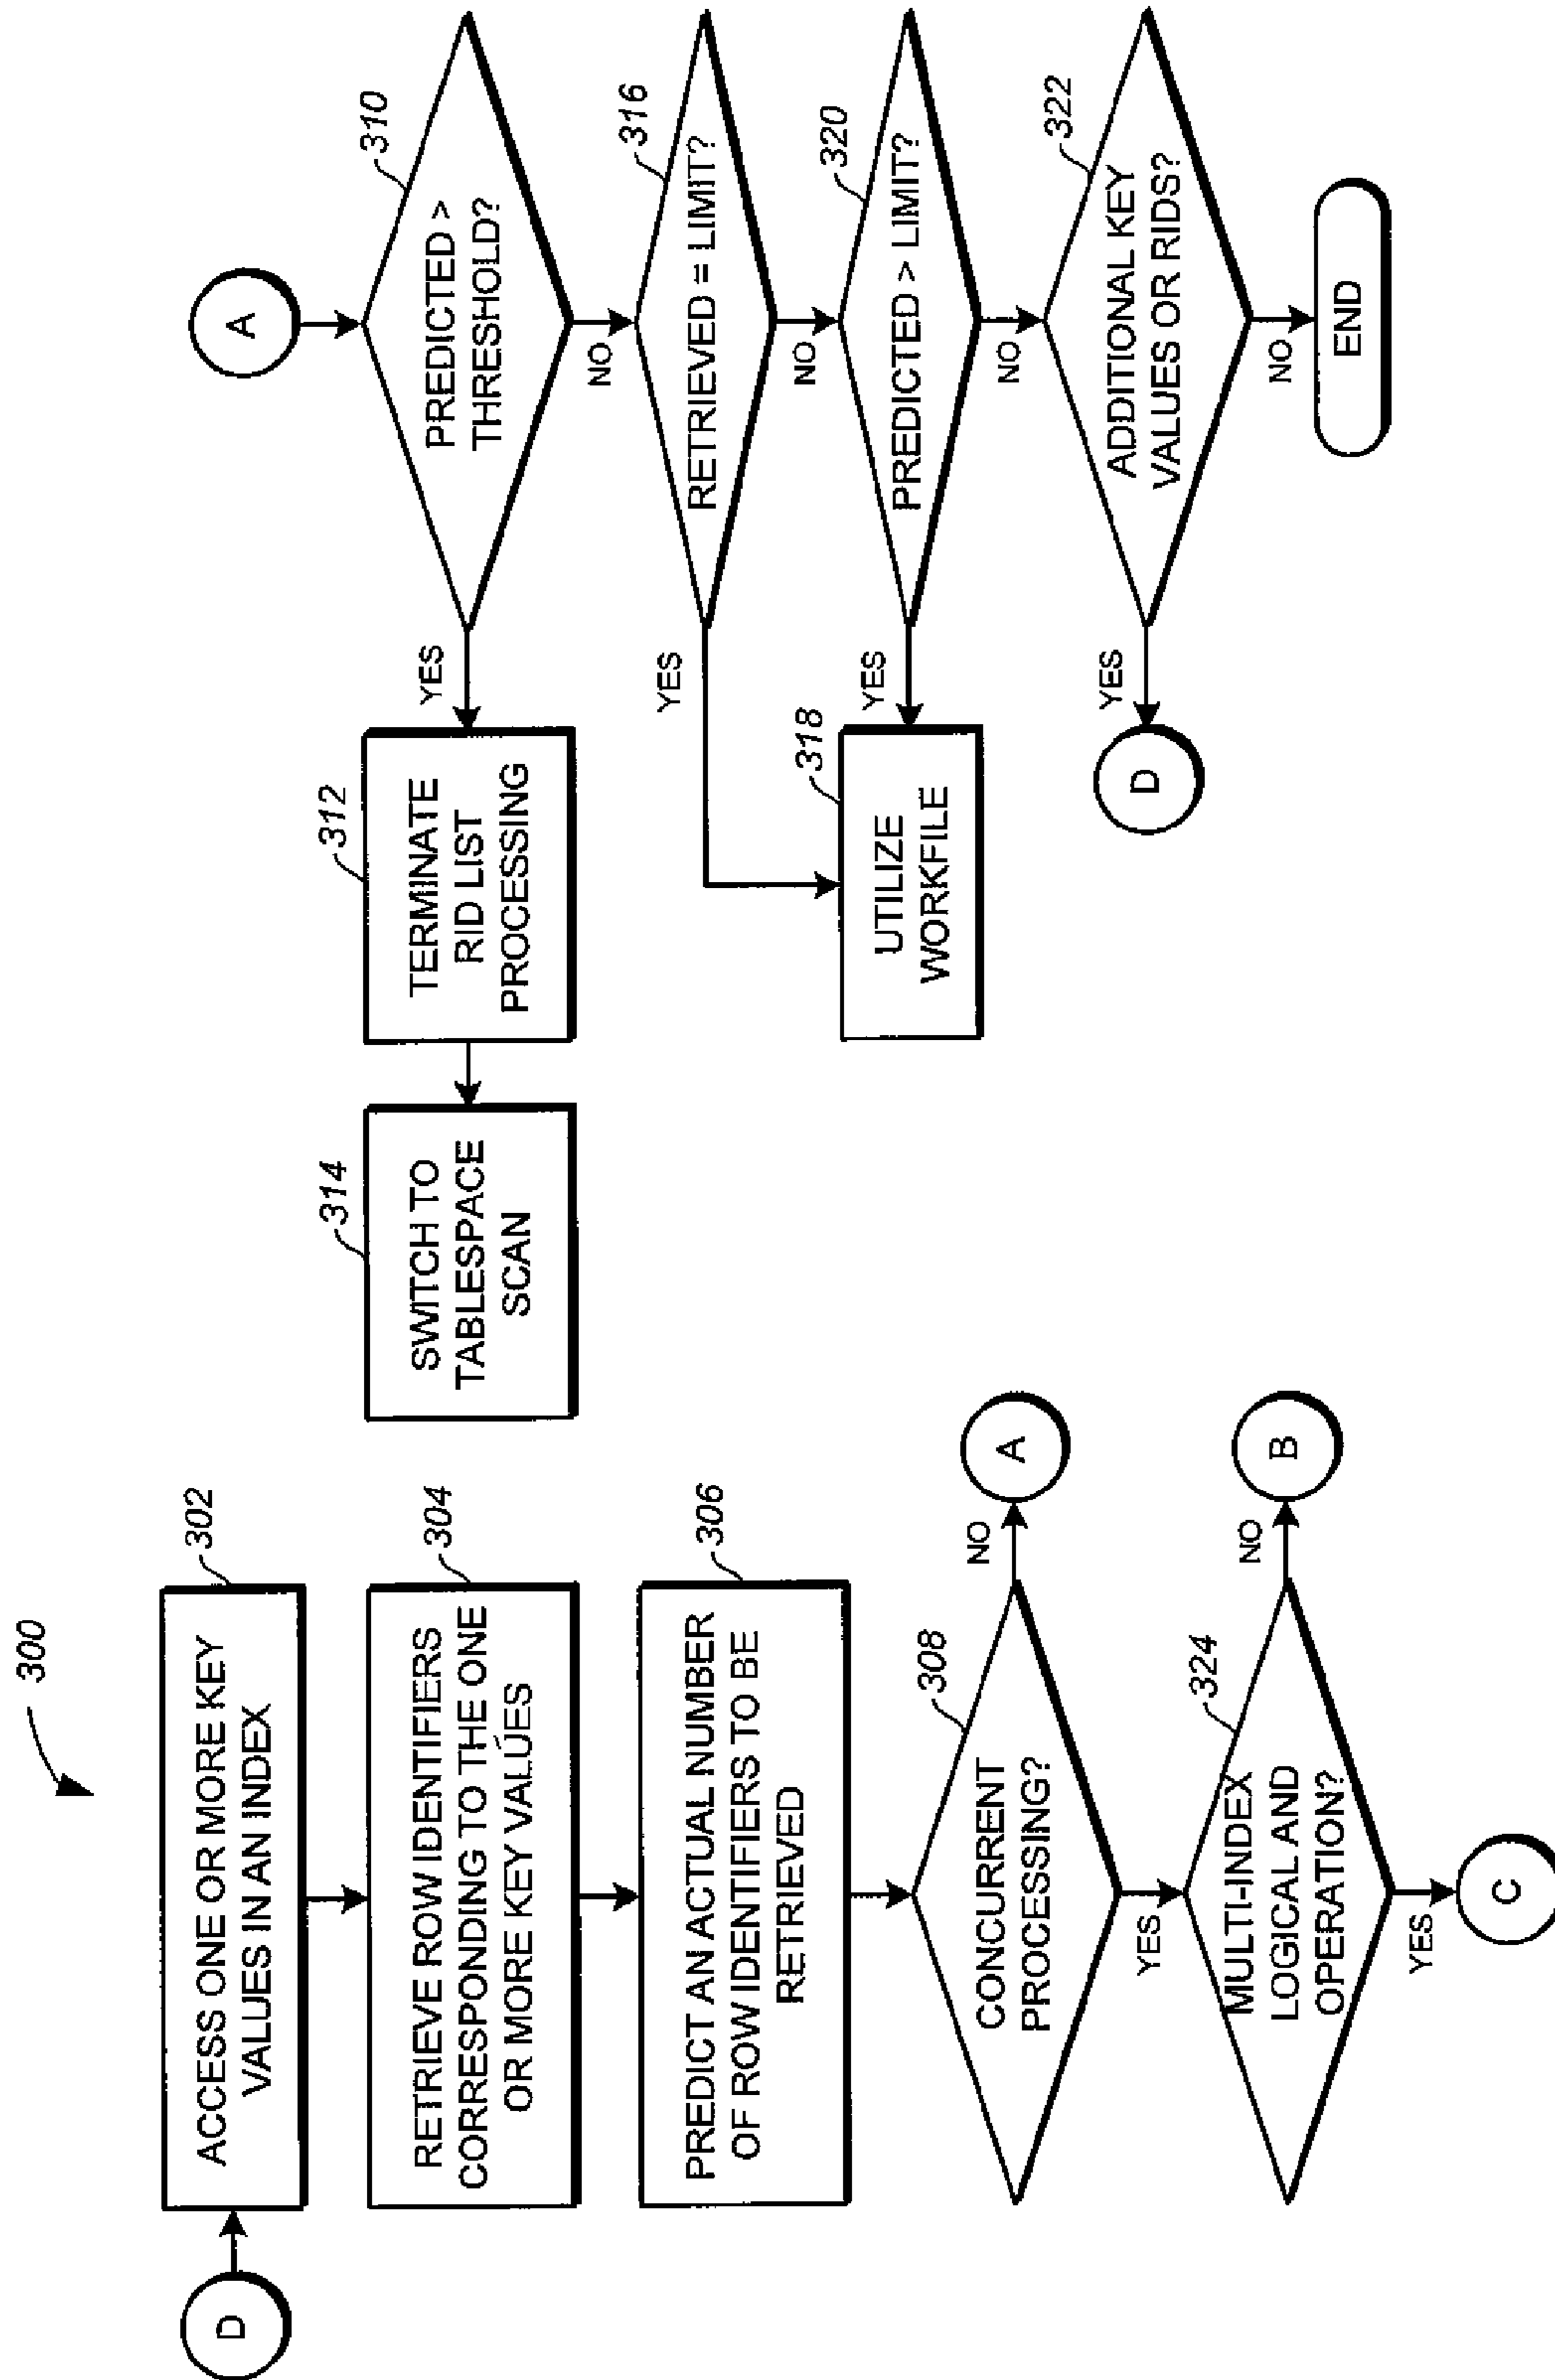 300
D
302
ACCESS ONE OR MORE KEY
VALUES IN AN INDEX
304
RETRIEVE ROW IDENTIFIERS
CORRESPONDING TO THE ONE
OR MORE KEY VALUES
306
PREDICT AN ACTUAL NUMBER
OF ROW IDENTIFIERS TO BE
RETRIEVED
308
CONCURRENT
PROCESSING?
NO
A
YES
324
MULTI-INDEX
LOGICAL AND
OPERATION?
NO
B
YES
C
A
310
PREDICTED >
THRESHOLD?
YES
312
TERMINATE
RID LIST
PROCESSING
314
SWITCH TO
TABLESPACE
SCAN
NO
316
RETRIEVED = LIMIT?
YES
NO
320
PREDICTED > LIMIT?
YES
318
UTILIZE
WORKFILE
NO
322
ADDITIONAL KEY
VALUES OR RIDS?
YES
D
NO
END